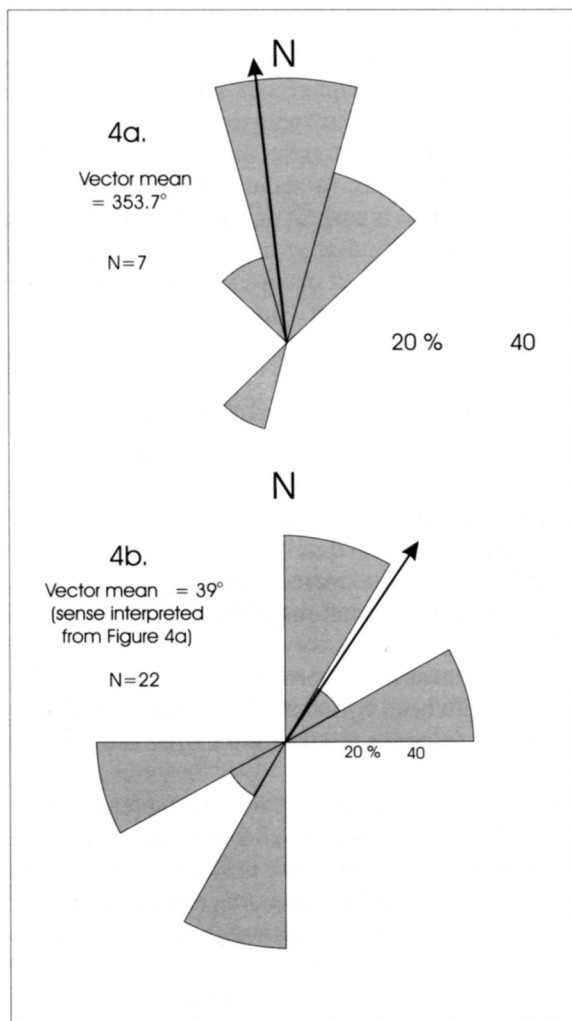 N
4a.
Vector mean
= 353.7°
N=7
20 % 40
N
4b.
Vector mean = 39°
(sense interpreted
from Figure 4a)
N=22
20 % 40